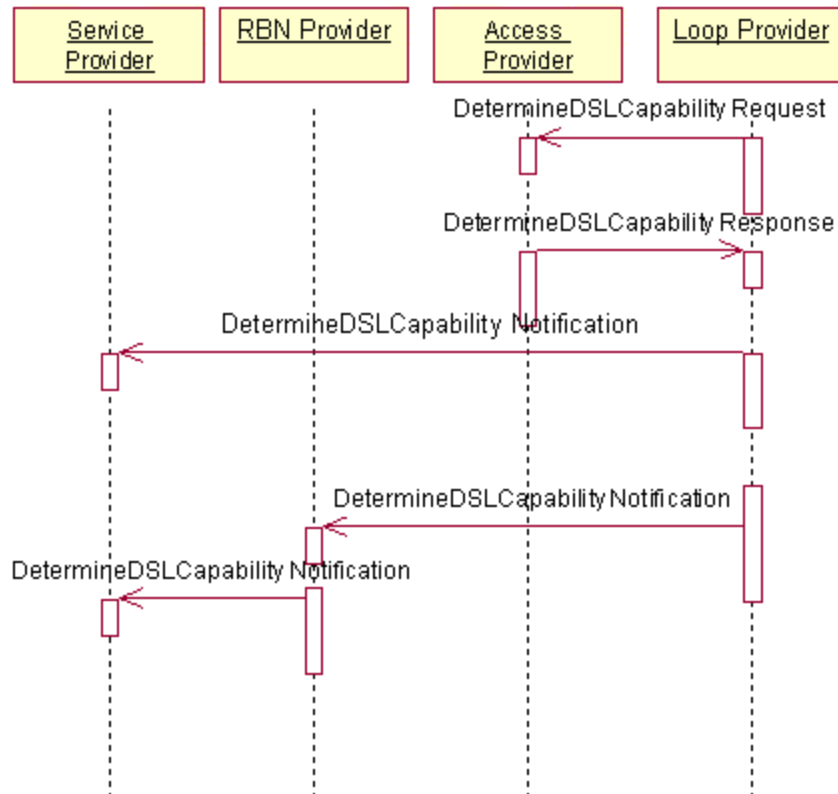 Service
Provider
RBN Provider
Access
Provider
Loop Provider
DetermineDSLCapability Request
DetermineDSLCapability Response
DetermineDSLCapability Notification
DetermineDSLCapability Notification
DetermineDSLCapability Notification